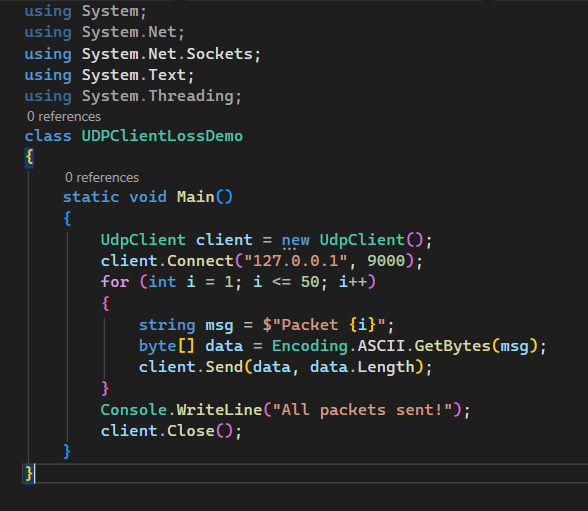 using System;
using System.Net;
using System.Net.Sockets;
using System.Text;
using System.Threading;
0 references
class UDPClientLossDemo
{
0 references
static void Main()
{
UdpClient client = new UdpClient();
client.Connect("127.0.0.1", 9000);
for (int i = 1; i <= 50; i++)
{
string msg = $"Packet {i}";
byte[] data = Encoding.ASCII.GetBytes(msg);
client.Send(data, data.Length);
}
Console.WriteLine("All packets sent!");
client.Close();
}
}